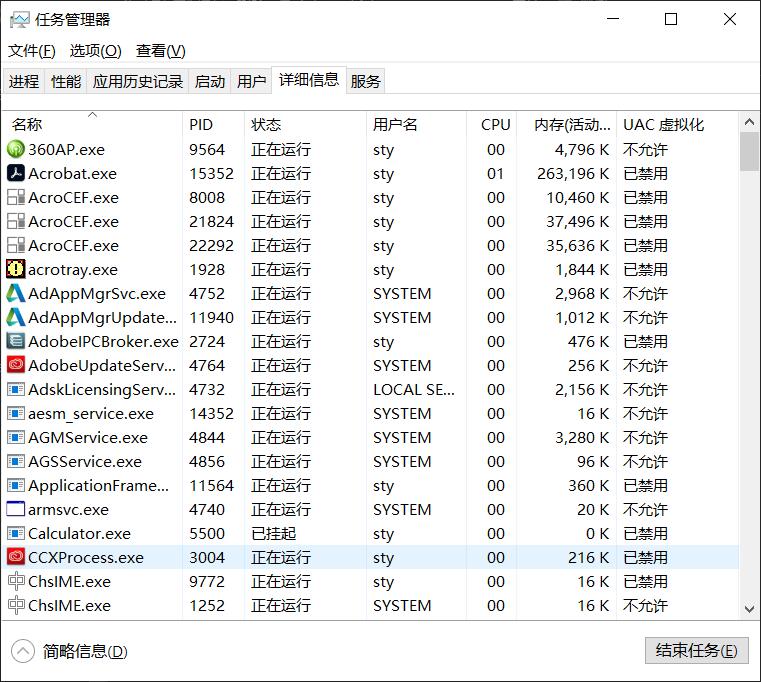 任务管理器
文件(F) 选项(O) 查看(V)
进程 性能 应用历史记录 启动 用户 详细信息 服务
名称 PID 状态 用户名 CPU 内存(活动... UAC 虚拟化
360AP.exe 9564 正在运行 sty 00 4,796 K 不允许
Acrobat.exe 15352 正在运行 sty 01 263,196 K 已禁用
AcroCEF.exe 8008 正在运行 sty 00 10,460 K 已禁用
AcroCEF.exe 21824 正在运行 sty 00 37,496 K 已禁用
AcroCEF.exe 22292 正在运行 sty 00 35,636 K 已禁用
acrotray.exe 1928 正在运行 sty 00 1,844 K 已禁用
AdAppMgrSvc.exe 4752 正在运行 SYSTEM 00 2,968 K 不允许
AdAppMgrUpdate... 11940 正在运行 SYSTEM 00 1,012 K 不允许
AdobeIPCBroker.exe 2724 正在运行 sty 00 476 K 已禁用
AdobeUpdateServ... 4764 正在运行 SYSTEM 00 256 K 不允许
AdskLicensingServ... 4732 正在运行 LOCAL SE... 00 2,156 K 不允许
aesm_service.exe 14352 正在运行 SYSTEM 00 16 K 不允许
AGMService.exe 4844 正在运行 SYSTEM 00 3,280 K 不允许
AGSService.exe 4856 正在运行 SYSTEM 00 96 K 不允许
ApplicationFrame... 11564 正在运行 sty 00 360 K 已禁用
armsvc.exe 4740 正在运行 SYSTEM 00 20 K 不允许
Calculator.exe 5500 已挂起 sty 00 0 K 已禁用
CCXProcess.exe 3004 正在运行 sty 00 216 K 已禁用
ChsIME.exe 9772 正在运行 sty 00 16 K 已禁用
ChsIME.exe 1252 正在运行 SYSTEM 00 16 K 不允许
简略信息(D) 结束任务(E)